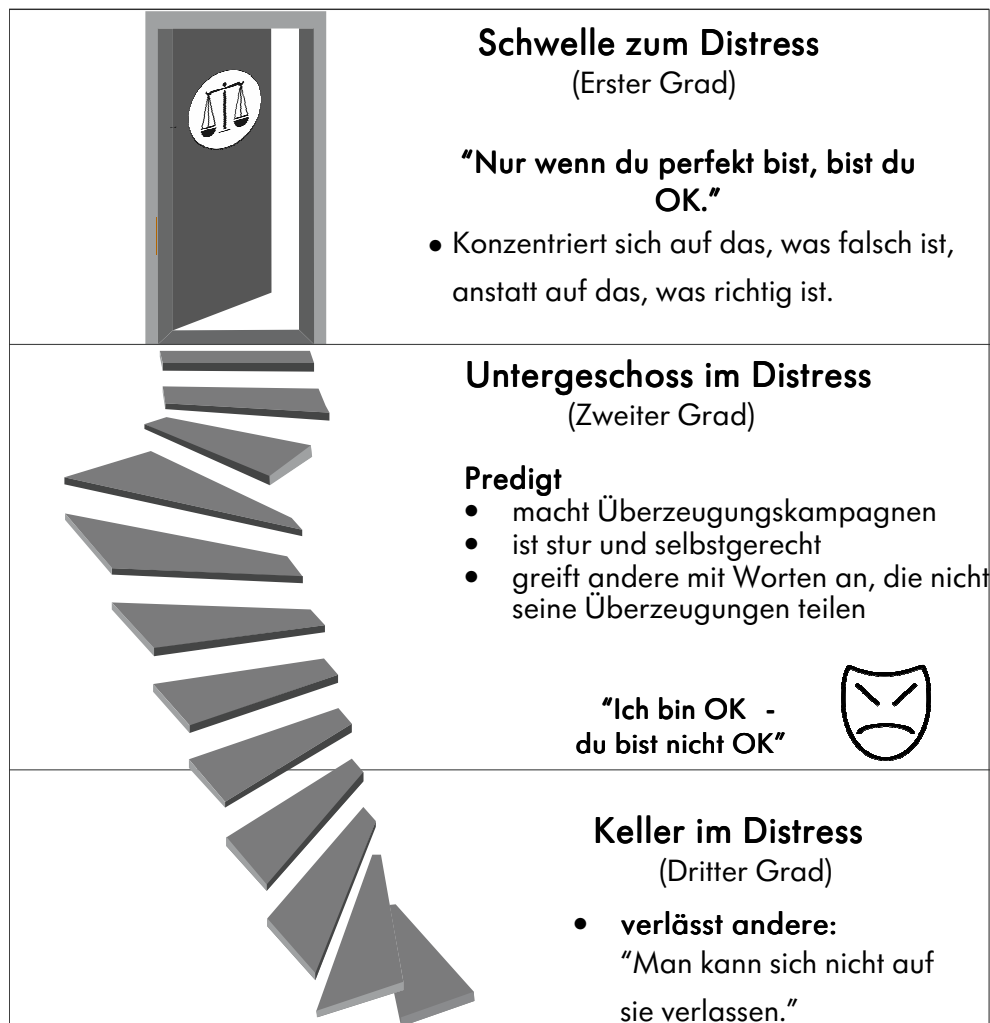 Schwelle zum Distress
(Erster Grad)
“Nur wenn du perfekt bist, bist du
OK.”
• Konzentriert sich auf das, was falsch ist,
anstatt auf das, was richtig ist.
Untergeschoss im Distress
(Zweiter Grad)
Predigt
• macht Überzeugungskampagnen
• ist stur und selbstgerecht
• greift andere mit Worten an, die nicht
seine Überzeugungen teilen
“Ich bin OK -
du bist nicht OK”
Keller im Distress
(Dritter Grad)
• verlässt andere:
“Man kann sich nicht auf
sie verlassen.”